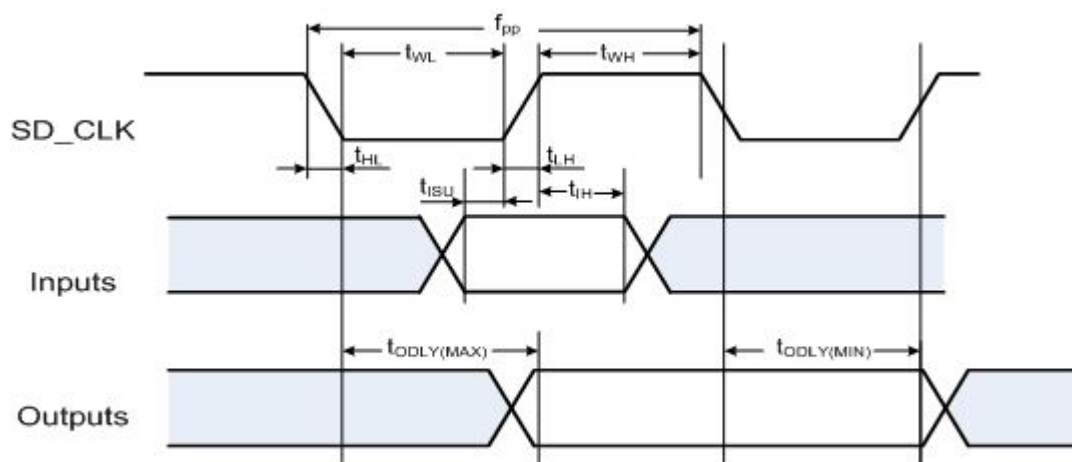 fpp
tWL
tWH
SD_CLK
tHL
tLH
tISU
tIH
Inputs
tODLY(MAX)
tODLY(MIN)
Outputs